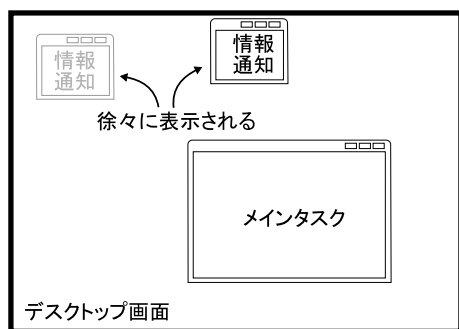 情報
通知
情報
通知
徐々に表示される
メインタスク
デスクトップ画面